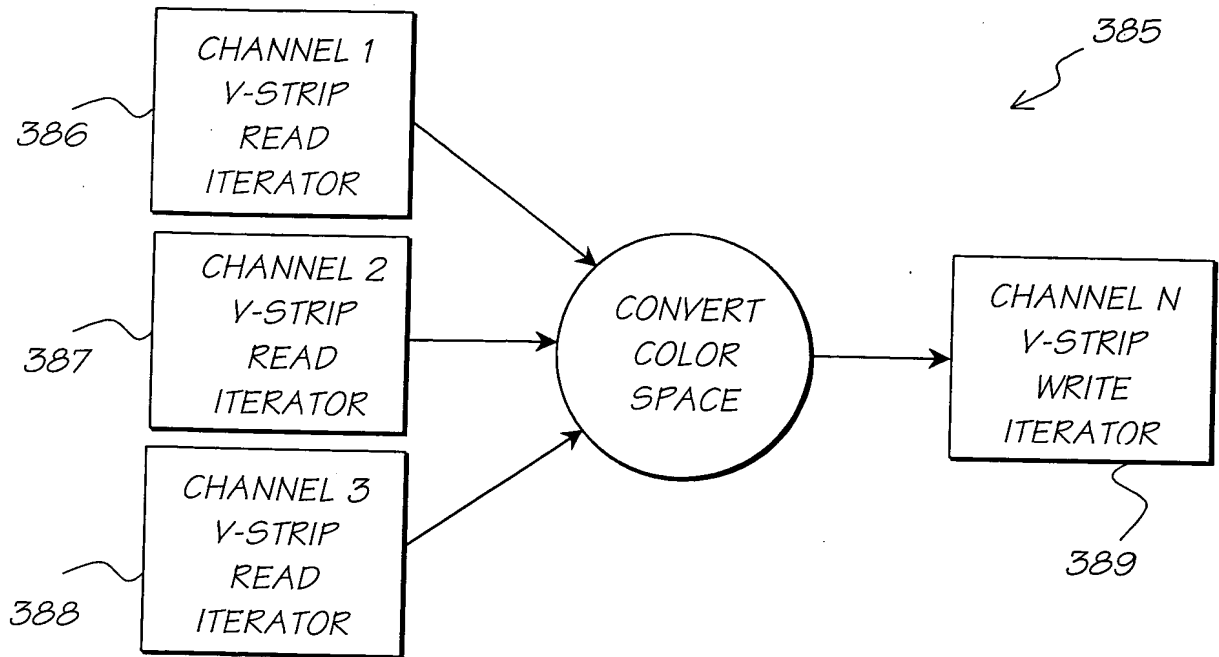 385
CHANNEL 1
V-STRIP
READ
ITERATOR
386
CHANNEL 2
V-STRIP
READ
ITERATOR
387
CHANNEL 3
V-STRIP
READ
ITERATOR
388
CONVERT
COLOR
SPACE
CHANNEL N
V-STRIP
WRITE
ITERATOR
389